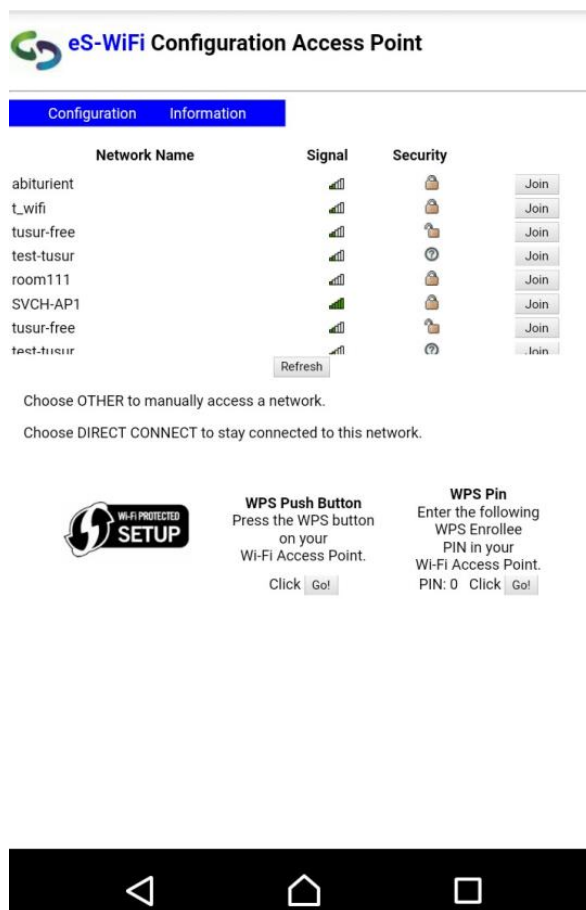 eS-WiFi Configuration Access Point
Configuration Information
Network Name Signal Security
abiturient Join
t_wifi Join
tusur-free Join
test-tusur ? Join
room111 Join
SVCH-AP1 Join
tusur-free Join
test-tusur ? Join
Refresh
Choose OTHER to manually access a network.
Choose DIRECT CONNECT to stay connected to this network.
Wi-Fi PROTECTED
SETUP
WPS Push Button
Press the WPS button
on your
Wi-Fi Access Point.
Click Go!
WPS Pin
Enter the following
WPS Enrollee
PIN in your
Wi-Fi Access Point.
PIN: 0 Click Go!